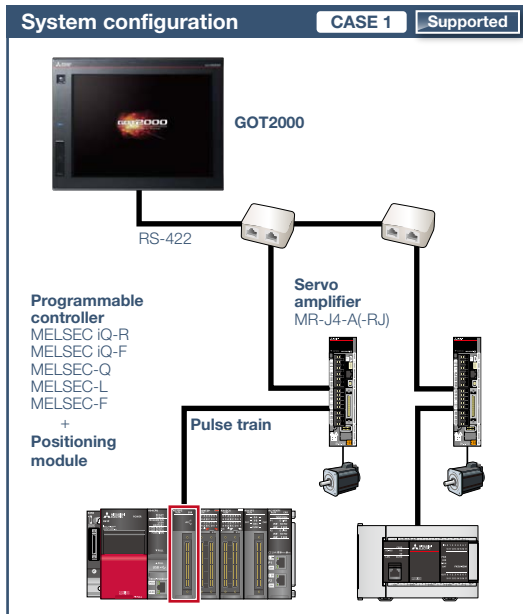 System configuration
CASE 1
Supported
GOT2000
GOT2000
RS-422
Servo
amplifier
MR-J4-A(-RJ)
Programmable
controller
MELSEC iQ-R
MELSEC iQ-F
MELSEC-Q
MELSEC-L
MELSEC-F
+
Positioning
module
Pulse train